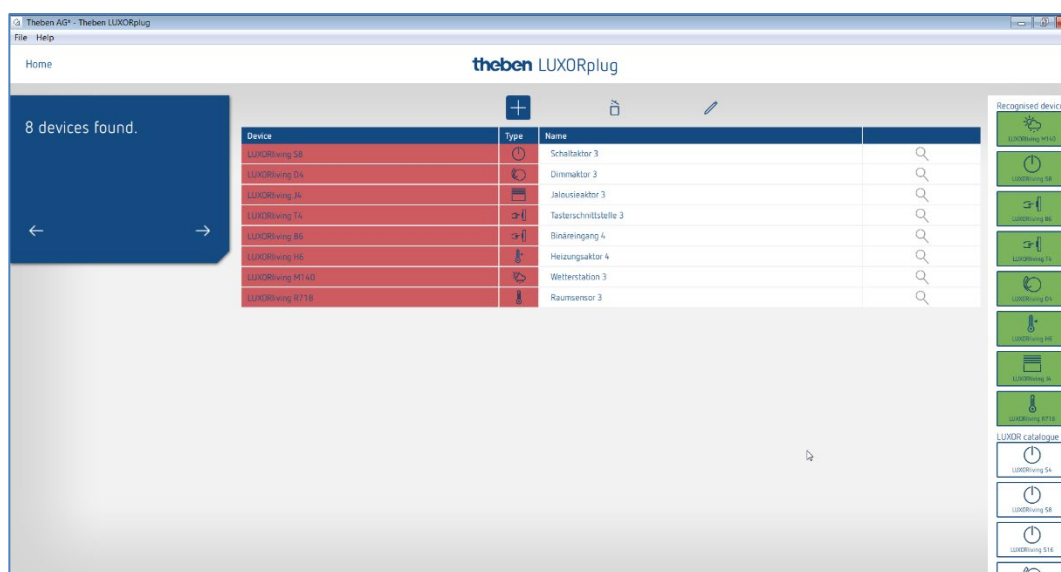 Theben AG® - Theben LUXORplug
File Help
Home
theben LUXORplug
8 devices found.
Device Type Name
LUXORliving S8 Schaltaktor 3
LUXORliving D4 Dimmaktor 3
LUXORliving J4 Jalousieaktor 3
LUXORliving T4 Tasterschnittstelle 3
LUXORliving B6 Binäreingang 4
LUXORliving H6 Heizungsaktor 4
LUXORliving M140 Wetterstation 3
LUXORliving R718 Raumsensor 3
Recognised devic
LUXORliving M140
LUXORliving S8
LUXORliving B6
LUXORliving T4
LUXORliving D4
LUXORliving H6
LUXORliving J4
LUXORliving R718
LUXOR catalogue
LUXORliving S4
LUXORliving S8
LUXORliving S16